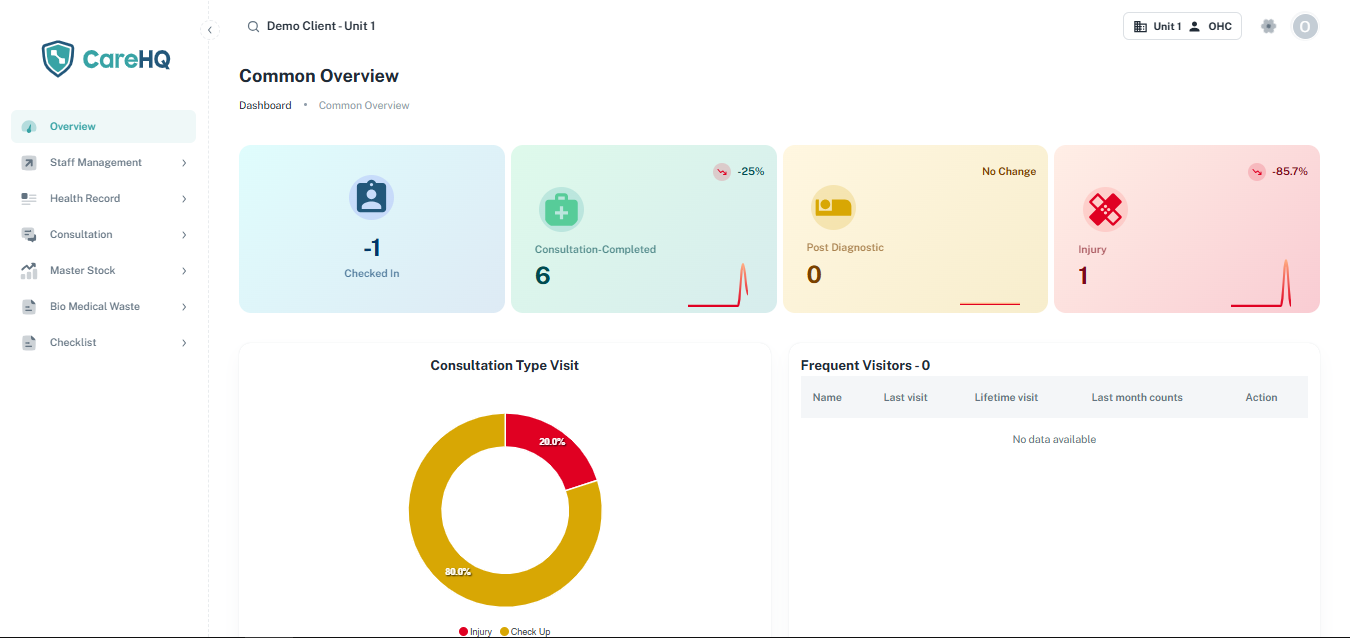 Demo Client - Unit 1
Unit 1 OHC
O
CareHQ
Common Overview
Dashboard • Common Overview
Overview
Staff Management
Health Record
Consultation
Master Stock
Bio Medical Waste
Checklist
-1
Checked In
-25%
Consultation-Completed
6
No Change
Post Diagnostic
0
-85.7%
Injury
1
Consultation Type Visit
20.0%
80.0%
Injury Check Up
Frequent Visitors - 0
Name Last visit Lifetime visit Last month counts Action
No data available